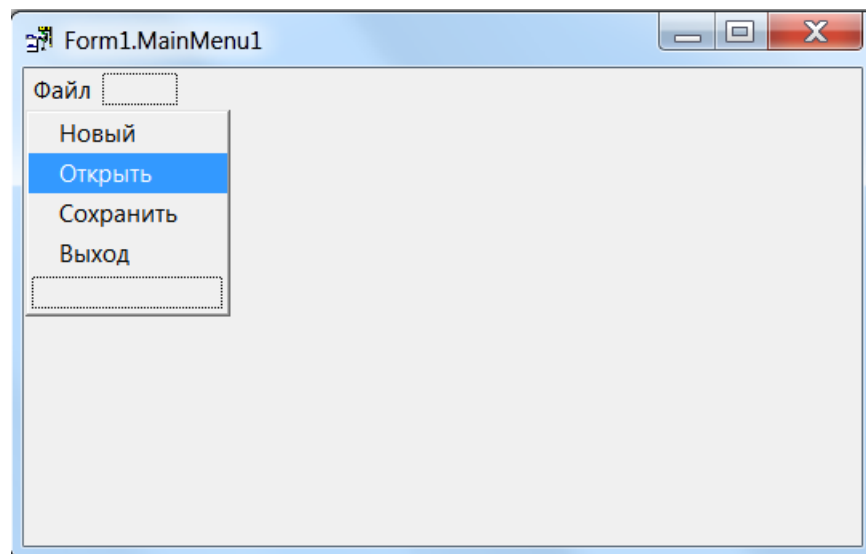 Form1.MainMenu1
Файл
Новый
Открыть
Сохранить
Выход